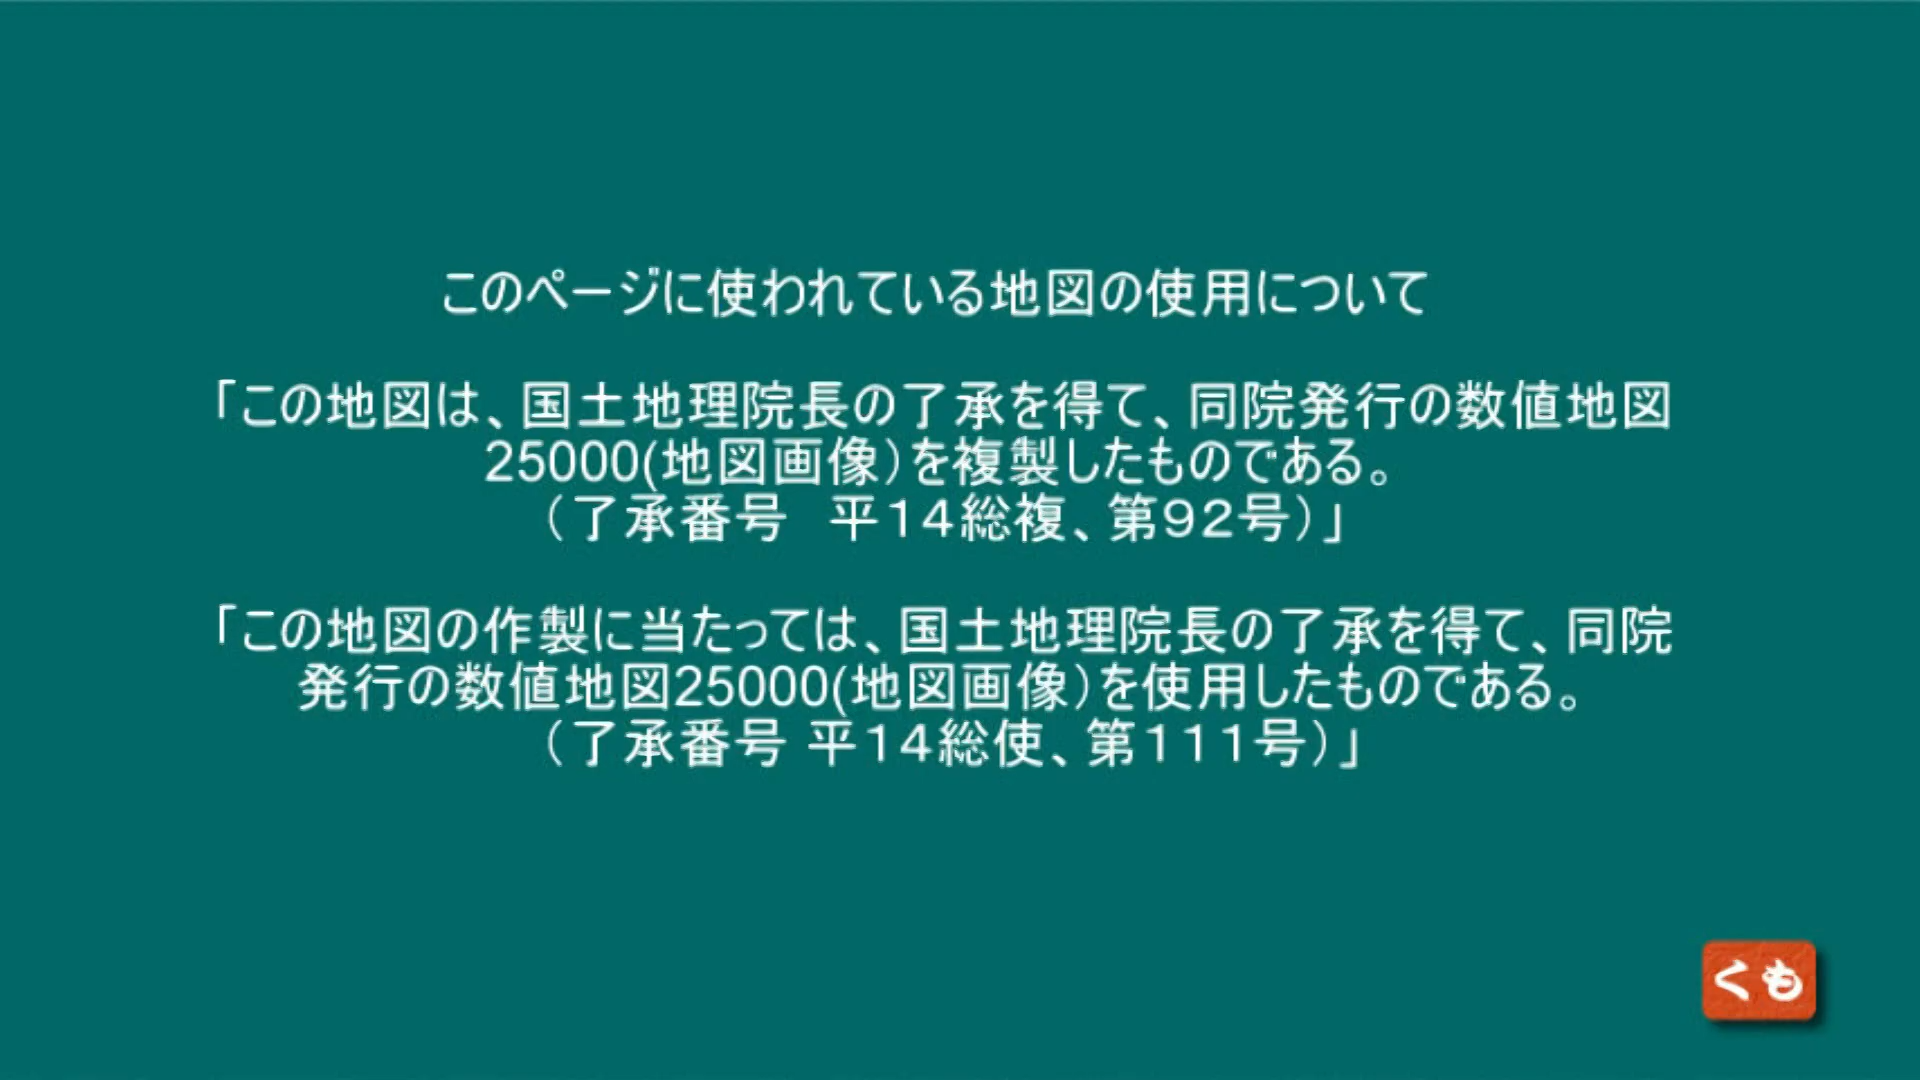 このページに使われている地図の使用について
「この地図は、国土地理院長の了承を得て、同院発行の数値地図
25000(地図画像）を複製したものである。
（了承番号　平１４総複、第９２号）」
「この地図の作製に当たっては、国土地理院長の了承を得て、同院
発行の数値地図25000(地図画像）を使用したものである。
（了承番号 平１４総使、第１１１号）」
くも